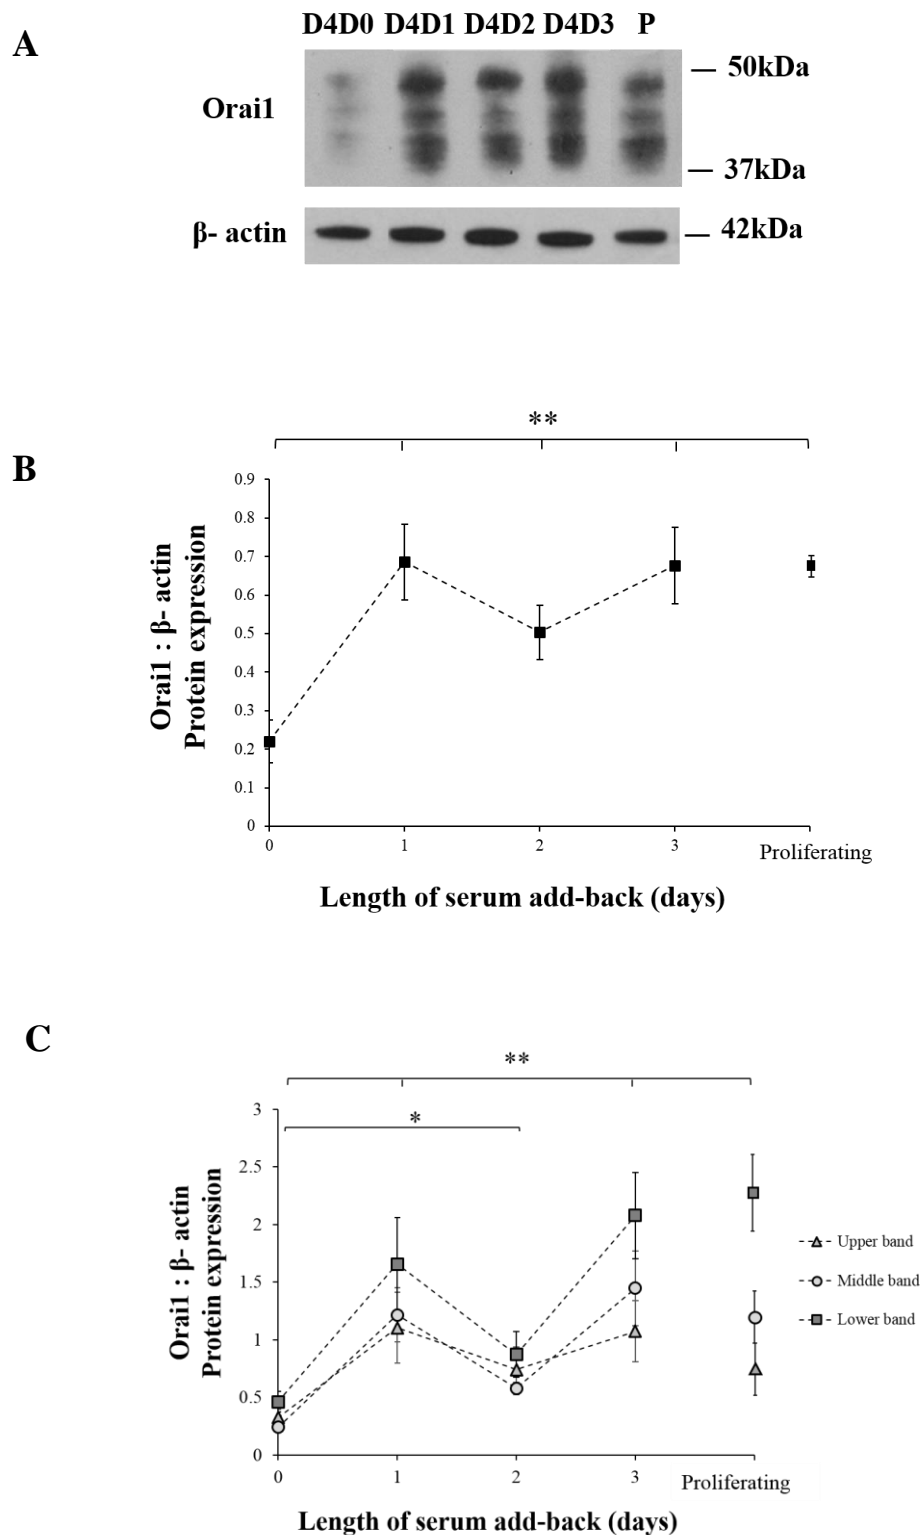 A
D4D0 D4D1 D4D2 D4D3 P
Orai1
50kDa
37kDa
β- actin
42kDa
B
**
Orai1 : β- actin
Protein expression
0.9
0.8
0.7
0.6
0.5
0.4
0.3
0.2
0.1
0
0 1 2 3 Proliferating
Length of serum add-back (days)
C
**
*
Orai1 : β- actin
Protein expression
3
2.5
2
1.5
1
0.5
0
0 1 2 3 Proliferating
Length of serum add-back (days)
Upper band
Middle band
Lower band